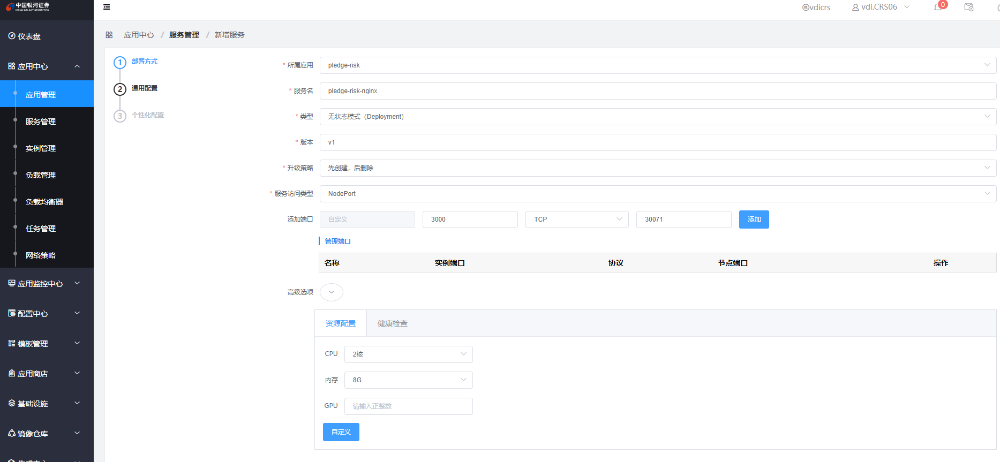 中国银河证券
CHINA GALAXY SECURITIES
vdicrs
vdi.CRS06
0
仪表盘
应用中心
应用管理
服务管理
实例管理
负载管理
负载均衡器
任务管理
网络策略
应用监控中心
配置中心
模板管理
应用商店
基础设施
镜像仓库
应用中心 / 服务管理 / 新增服务
1 部署方式
2 通用配置
3 个性化配置
* 所属应用 pledge-risk
* 服务名 pledge-risk-nginx
* 类型 无状态模式（Deployment）
* 版本 v1
* 升级策略 先创建，后删除
* 服务访问类型 NodePort
添加端口 自定义 3000 TCP 30071 添加
管理端口
名称 实例端口 协议 节点端口 操作
高级选项
资源配置 健康检查
CPU 2核
内存 8G
GPU 请输入正整数
自定义